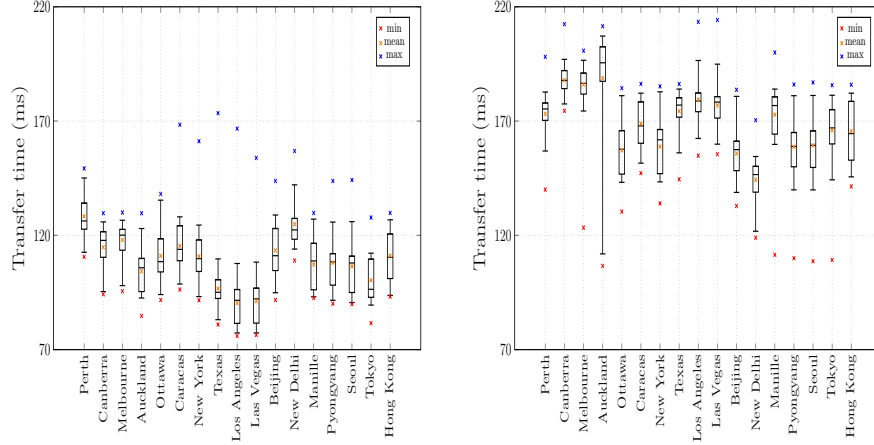 220
170
120
70
Transfer time (ms)
min
mean
max
Perth
Canberra
Melbourne
Auckland
Ottawa
Caracas
New York
Texas
Los Angeles
Las Vegas
Beijing
New Delhi
Manille
Pyongyang
Seoul
Tokyo
Hong Kong
220
170
120
70
Transfer time (ms)
min
mean
max
Perth
Canberra
Melbourne
Auckland
Ottawa
Caracas
New York
Texas
Los Angeles
Las Vegas
Beijing
New Delhi
Manille
Pyongyang
Seoul
Tokyo
Hong Kong